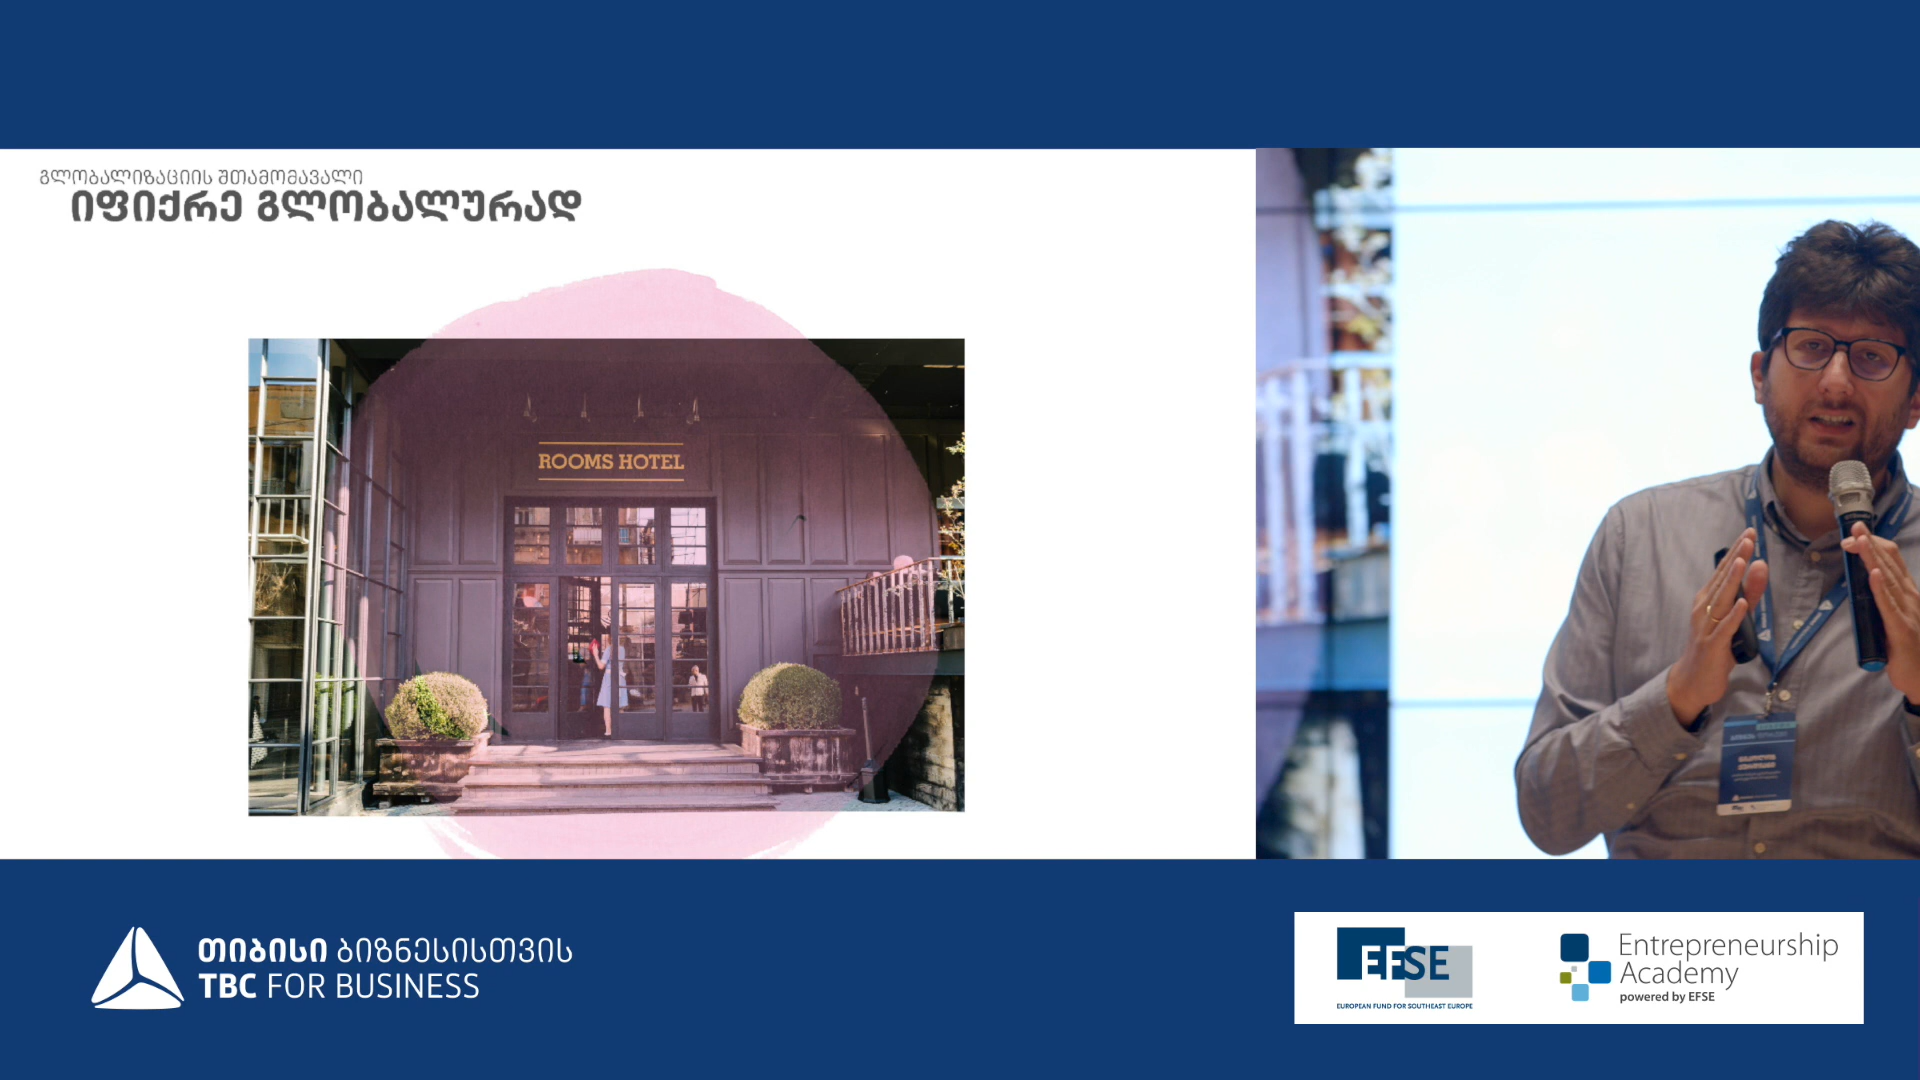 ᲒᲚᲝᲑᲐᲚᲘᲖᲐᲪᲘᲘᲡ ᲨᲗᲐᲛᲝᲛᲐᲕᲐᲚᲘ
ᲘᲤᲘᲥᲠᲔ ᲒᲚᲝᲑᲐᲚᲣᲠᲐᲓ
ROOMS HOTEL
ᲗᲘᲑᲘᲡᲘ ᲑᲘᲖᲜᲔᲡᲘᲡᲗᲕᲘᲡ
TBC FOR BUSINESS
EFSE
EUROPEAN FUND FOR SOUTHEAST EUROPE
Entrepreneurship
Academy
powered by EFSE